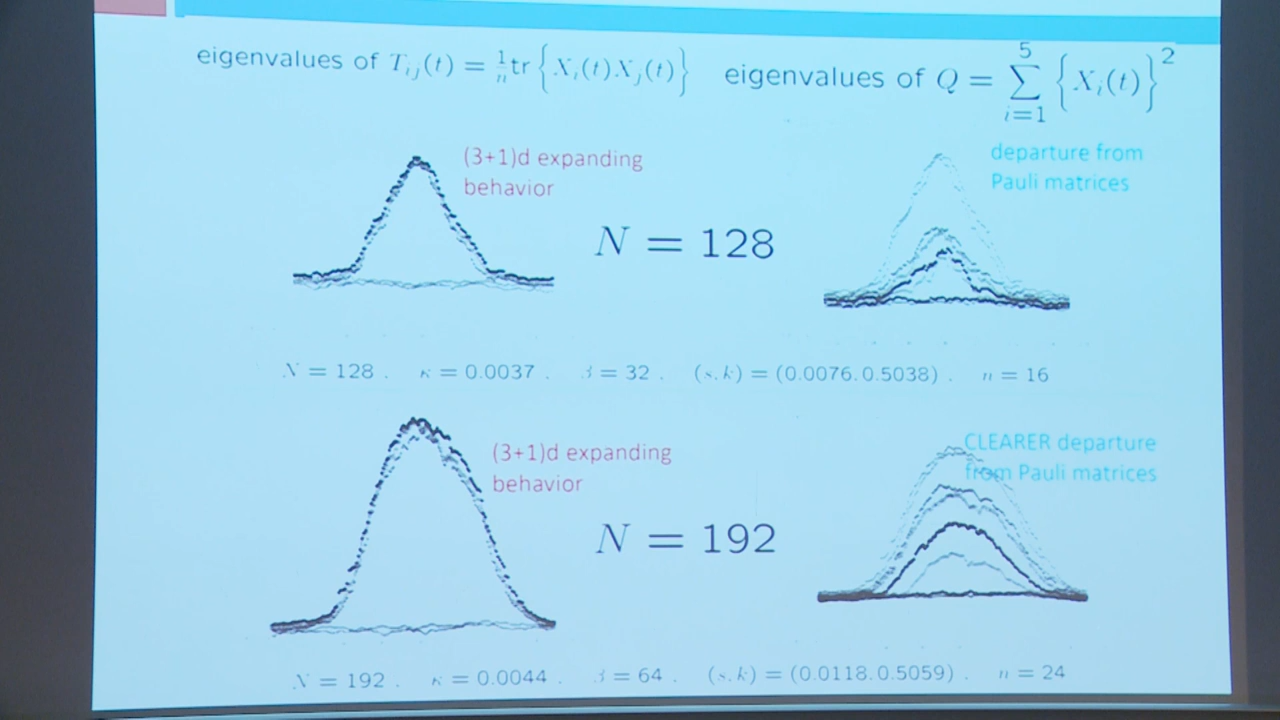 eigenvalues of T_{ij}(t) = \frac{1}{n} tr { X_i(t) X_j(t) }
eigenvalues of Q = \sum_{i=1}^{5} { X_i(t) }^2
(3+1)d expanding
behavior
departure from
Pauli matrices
N = 128
N = 128 . κ = 0.0037 . β = 32 . (s.k) = (0.0076.0.5038) . n = 16
(3+1)d expanding
behavior
CLEARER departure
from Pauli matrices
N = 192
N = 192 . κ = 0.0044 . β = 64 . (s.k) = (0.0118.0.5059) . n = 24